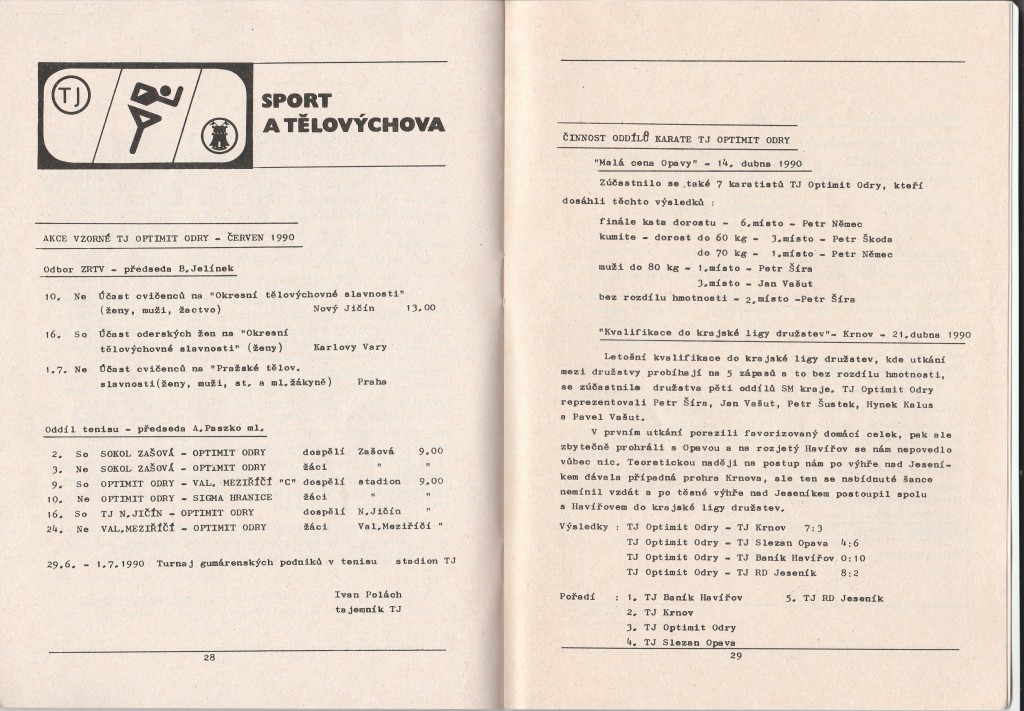 TJ
SPORT
A TĚLOVÝCHOVA
AKCE VZORNÉ TJ OPTIMIT ODRY - ČERVEN 1990
Odbor ZRTV - předseda B.Jelínek
10. Ne Účast cvičenců na "Okresní tělovýchovné slavnosti"
(ženy, muži, žactvo) Nový Jičín 13.00
16. So Účast oderských žen na "Okresní
tělovýchovné slavnosti" (ženy) Karlovy Vary
1.7. Ne Účast cvičenců na "Pražské tělov.
slavnosti(ženy, muži, st. a ml.žákyně) Praha
Oddíl tenisu - předseda A.Paszko ml.
2. So SOKOL ZAŠOVÁ - OPTIMIT ODRY dospělí Zašová 9.00
3. Ne SOKOL ZAŠOVÁ - OPTIMIT ODRY žáci " "
9. So OPTIMIT ODRY - VAL. MEZIŘÍČÍ "C" dospělí stadion 9.00
10. Ne OPTIMIT ODRY - SIGMA HRANICE žáci " "
16. So TJ N.JIČÍN - OPTIMIT ODRY dospělí N.Jičín "
24. Ne VAL.MEZIŘÍČÍ - OPTIMIT ODRY žáci Val.Meziříčí "
29.6. - 1.7.1990 Turnaj gumárenských podniků v tenisu stadion TJ
Ivan Polách
tajemník TJ
28
ČINNOST ODDÍLŮ KARATE TJ OPTIMIT ODRY
"Malá cena Opavy" - 14. dubna 1990
Zúčastnilo se také 7 karatistů TJ Optimit Odry, kteří
dosáhli těchto výsledků :
finále kata dorostu - 6.místo - Petr Němec
kumite - dorost do 60 kg - 3.místo - Petr Škoda
do 70 kg - 1.místo - Petr Němec
muži do 80 kg - 1.místo - Petr Šíra
3.místo - Jan Vašut
bez rozdílu hmotnosti - 2.místo -Petr Šíra
"Kvalifikace do krajské ligy družstev"- Krnov - 21.dubna 1990
Letošní kvalifikace do krajské ligy družstev, kde utkání
mezi družstvy probíhají na 5 zápasů a to bez rozdílu hmotnosti,
se zúčastnila družstva pěti oddílů SM kraje. TJ Optimit Odry
reprezentovali Petr Šíra, Jan Vašut, Petr Šustek, Hynek Kalus
a Pavel Vašut.
V prvním utkání porazili favorizovaný domácí celek, pak ale
zbytečně prohráli s Opavou a na rozjetý Havířov se nám nepovedlo
vůbec nic. Teoretickou naději na postup nám po výhře nad Jesení-
kem dávala případná prohra Krnova, ale ten se nabídnuté šance
nemínil vzdát a po těsné výhře nad Jeseníkem postoupil spolu
s Havířovem do krajské ligy družstev.
Výsledky : TJ Optimit Odry - TJ Krnov 7:3
TJ Optimit Odry - TJ Slezan Opava 4:6
TJ Optimit Odry - TJ Baník Havířov 0:10
TJ Optimit Odry - TJ RD Jeseník 8:2
Pořadí : 1. TJ Baník Havířov 5. TJ RD Jeseník
2. TJ Krnov
3. TJ Optimit Odry
4. TJ Slezan Opava
29